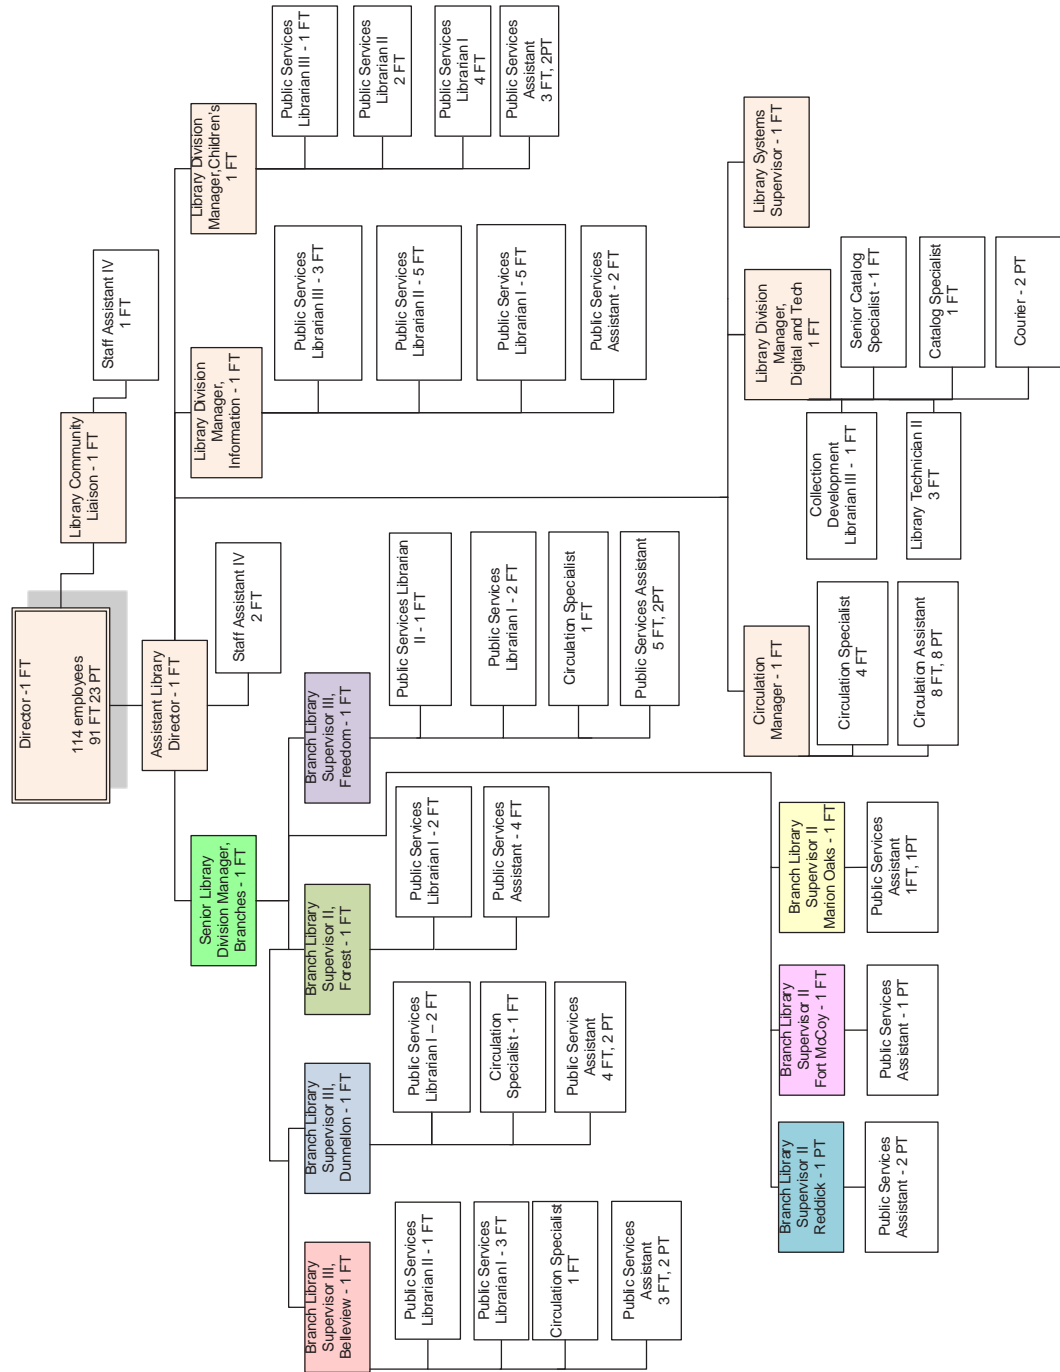 Director -1 FT
114 employees
91 FT 23 PT
Library Community
Liaison - 1 FT
Staff Assistant IV
1 FT
Assistant Library
Director - 1 FT
Staff Assistant IV
2 FT
Senior Library
Division Manager,
Branches - 1 FT
Library Division
Manager,
Information - 1 FT
Library Division
Manager,Children's
1 FT
Branch Library
Supervisor III,
Belleview - 1 FT
Public Services
Librarian II - 1 FT
Public Services
Librarian I - 3 FT
Circulation Specialist
1 FT
Public Services
Assistant
3 FT, 2 PT
Branch Library
Supervisor III,
Dunnellon - 1 FT
Public Services
Librarian I – 2 FT
Circulation
Specialist - 1 FT
Public Services
Assistant
4 FT, 2 PT
Branch Library
Supervisor II,
Forest - 1 FT
Public Services
Librarian I - 2 FT
Public Services
Assistant - 4 FT
Branch Library
Supervisor III,
Freedom - 1 FT
Public Services Librarian
II - 1 FT
Public Services
Librarian I - 2 FT
Circulation Specialist
1 FT
Public Services Assistant
5 FT, 2PT
Public Services
Librarian III - 3 FT
Public Services
Librarian II - 5 FT
Public Services
Librarian I - 5 FT
Public Services
Assistant - 2 FT
Public Services
Librarian III - 1 FT
Public Services
Librarian II
2 FT
Public Services
Librarian I
4 FT
Public Services
Assistant
3 FT, 2PT
Branch Library
Supervisor II
Reddick - 1 PT
Public Services
Assistant - 2 PT
Branch Library
Supervisor II
Fort McCoy - 1 FT
Public Services
Assistant - 1 PT
Branch Library
Supervisor II
Marion Oaks - 1 FT
Public Services
Assistant
1FT, 1PT
Circulation
Manager - 1 FT
Circulation Specialist
4 FT
Circulation Assistant
8 FT, 8 PT
Library Division
Manager,
Digital and Tech
1 FT
Collection
Development
Librarian III - 1 FT
Senior Catalog
Specialist - 1 FT
Library Technician II
3 FT
Catalog Specialist
1 FT
Courier - 2 PT
Library Systems
Supervisor - 1 FT